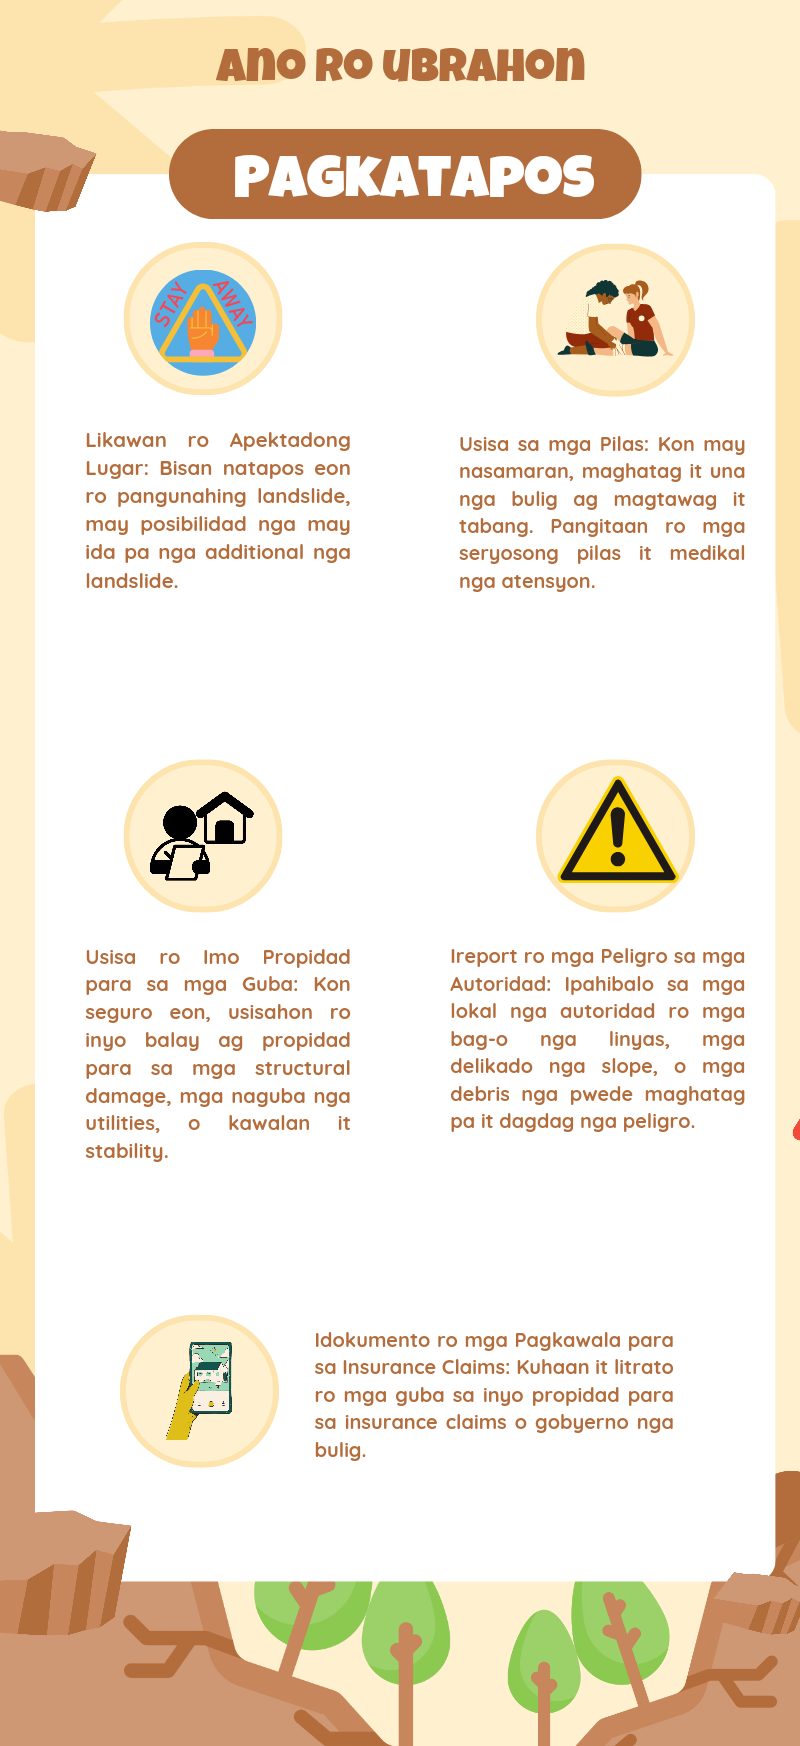 ANO RO UBRAHON
PAGKATAPOS
STAY AWAY
Likawan ro Apektadong
Lugar: Bisan natapos eon
ro pangunahing landslide,
may posibilidad nga may
ida pa nga additional nga
landslide.
Usisa sa mga Pilas: Kon may
nasamaran, maghatag it una
nga bulig ag magtawag it
tabang. Pangitaan ro mga
seryosong pilas it medikal
nga atensyon.
Usisa ro Imo Propidad
para sa mga Guba: Kon
seguro eon, usisahon ro
inyo balay ag propidad
para sa mga structural
damage, mga naguba nga
utilities, o kawalan it
stability.
Ireport ro mga Peligro sa mga
Autoridad: Ipahibalo sa mga
lokal nga autoridad ro mga
bag-o nga linyas, mga
delikado nga slope, o mga
debris nga pwede maghatag
pa it dagdag nga peligro.
Idokumento ro mga Pagkawala para
sa Insurance Claims: Kuhaan it litrato
ro mga guba sa inyo propidad para
sa insurance claims o gobyerno nga
bulig.